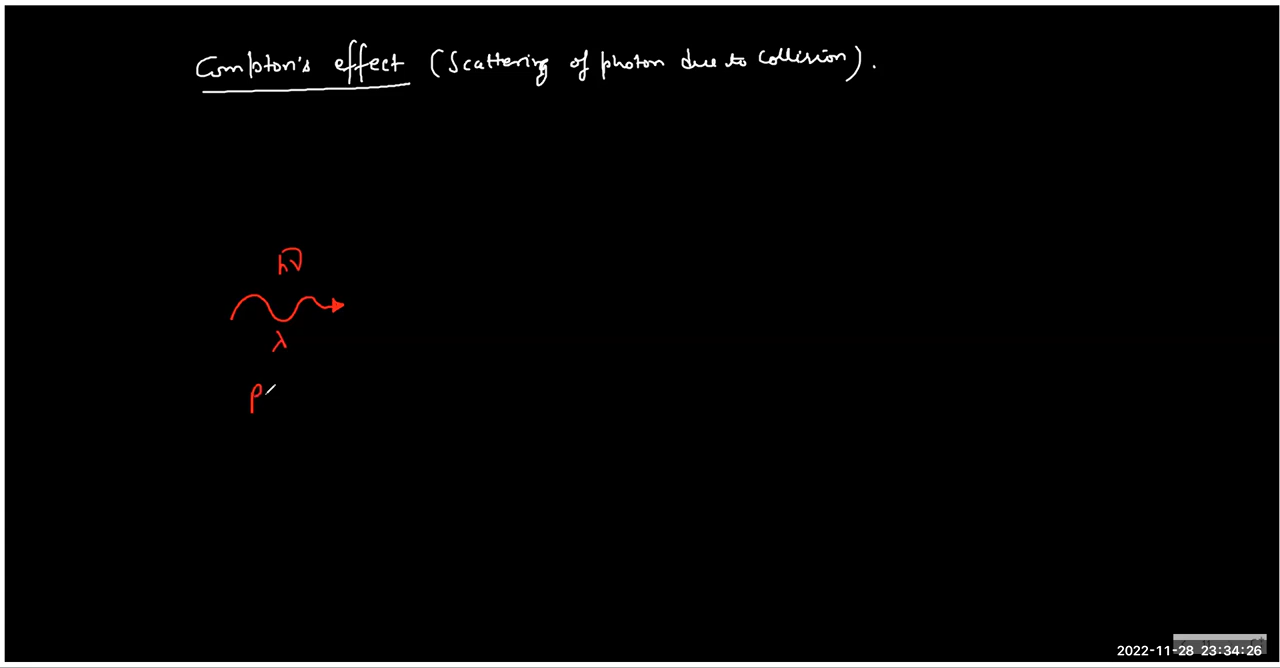 Compton's effect (Scattering of photon due to collision).
hν
λ
p
2022-11-28 23:34:26